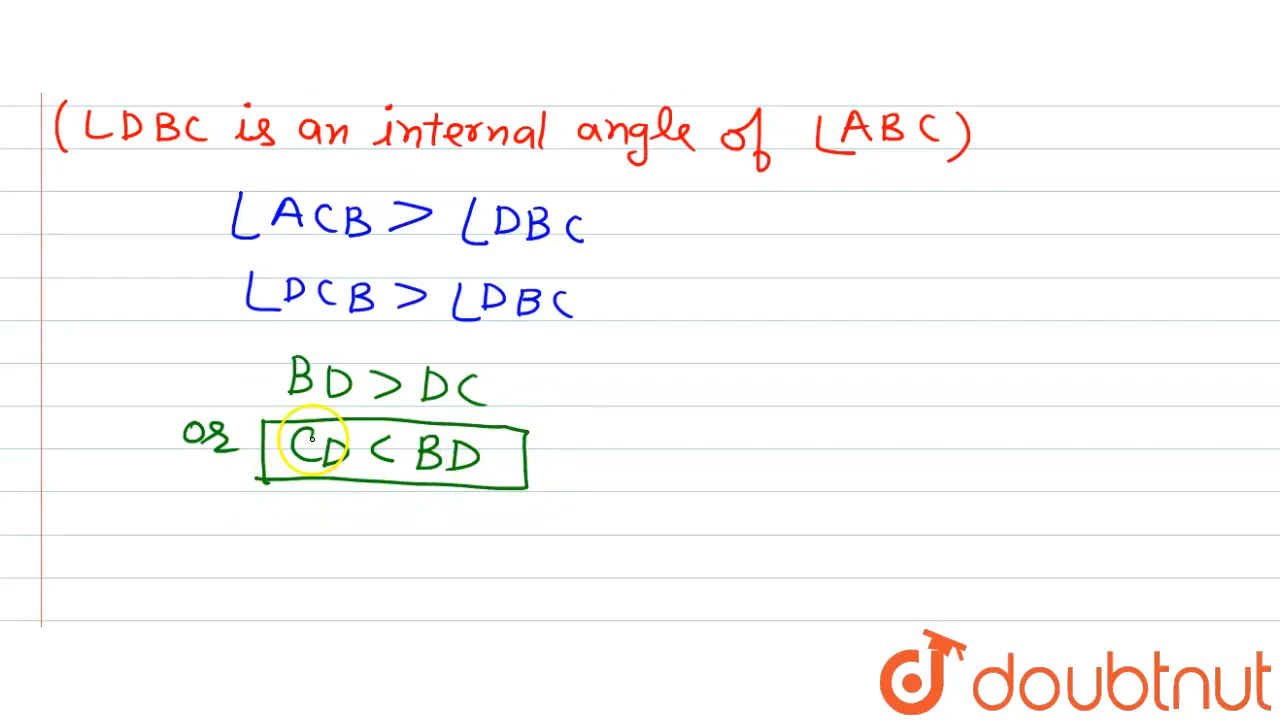 (∠DBC is an internal angle of ∠ABC)
∠ACB > ∠DBC
∠DCB > ∠DBC
BD > DC
or CD < BD
doubtnut